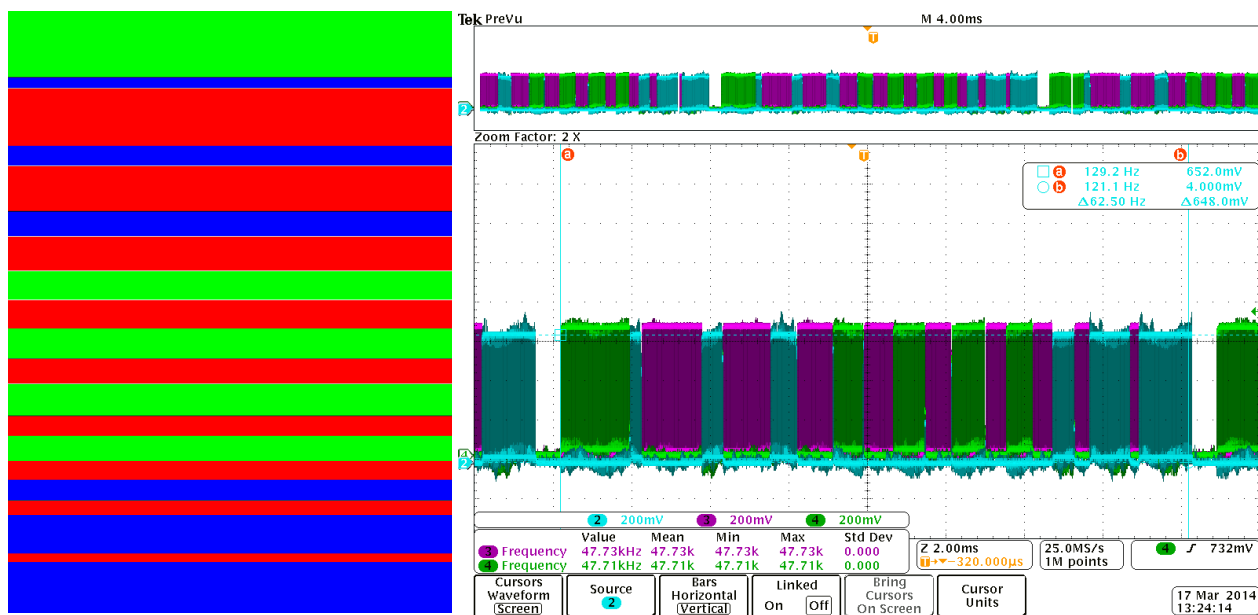 Tek PreVu M 4.00ms
T
2
Zoom Factor: 2 X
a T b
a 129.2 Hz 652.0mV
b 121.1 Hz 4.000mV
Δ62.50 Hz Δ648.0mV
4
2
2 200mV 3 200mV 4 200mV
Value Mean Min Max Std Dev
3 Frequency 47.73kHz 47.73k 47.73k 47.73k 0.000
4 Frequency 47.71kHz 47.71k 47.71k 47.71k 0.000
Z 2.00ms
T→▼−320.000µs
25.0MS/s
1M points
4 ƒ 732mV
Cursors
Waveform
Screen
Source
2
Bars
Horizontal
Vertical
Linked
On Off
Bring
Cursors
On Screen
Cursor
Units
17 Mar 2014
13:24:14